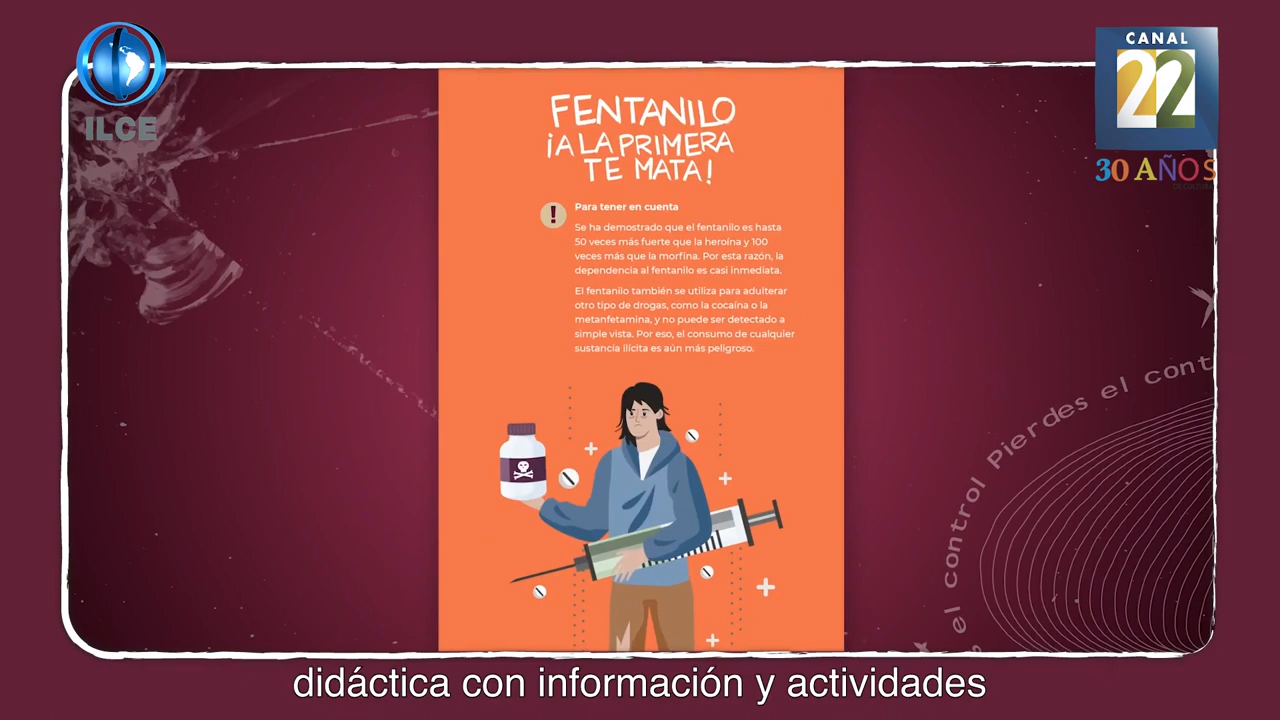 ILCE
CANAL
22
30 AÑOS
FENTANILO
¡A LA PRIMERA
TE MATA!
!
Para tener en cuenta
Se ha demostrado que el fentanilo es hasta
50 veces más fuerte que la heroína y 100
veces más que la morfina. Por esta razón, la
dependencia al fentanilo es casi inmediata.
El fentanilo también se utiliza para adulterar
otro tipo de drogas, como la cocaína o la
metanfetamina, y no puede ser detectado a
simple vista. Por eso, el consumo de cualquier
sustancia ilícita es aún más peligroso.
el control Pierdes el cont
didáctica con información y actividades